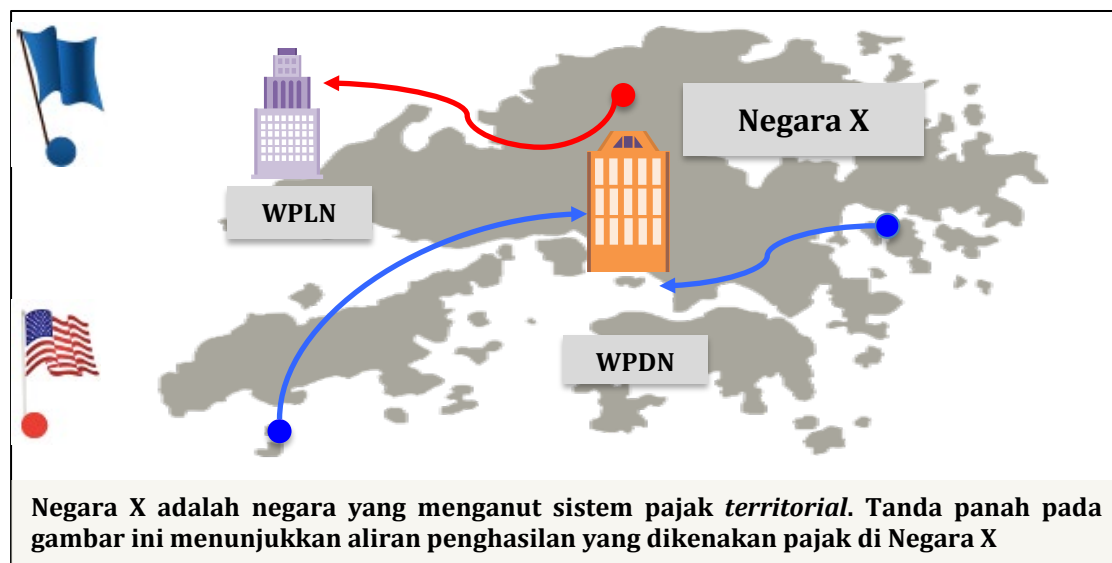 Negara X
WPLN
WPDN
Negara X adalah negara yang menganut sistem pajak territorial. Tanda panah pada
gambar ini menunjukkan aliran penghasilan yang dikenakan pajak di Negara X